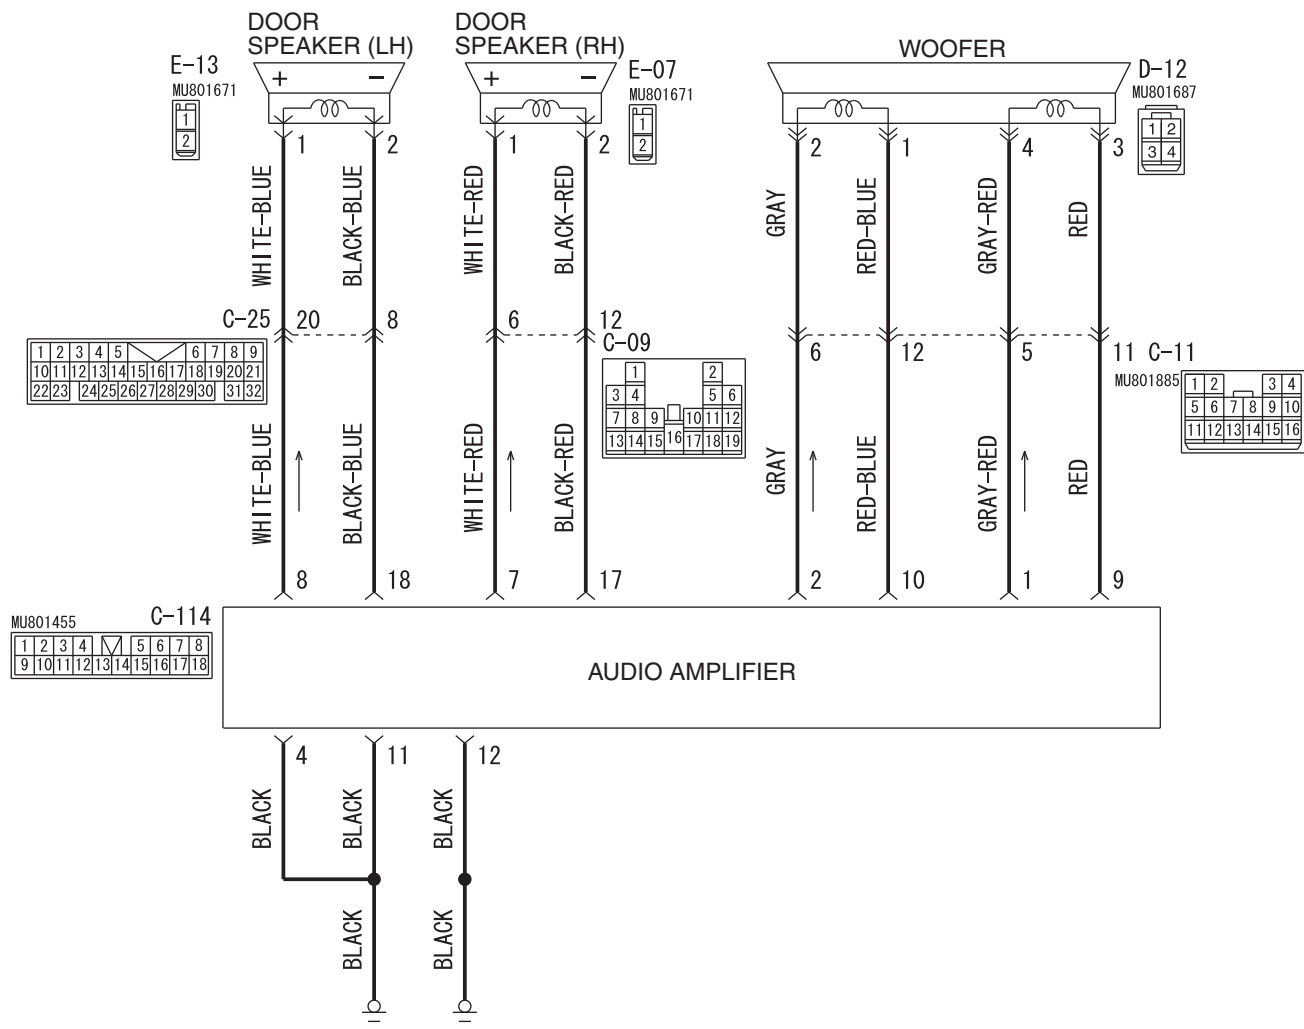 DOOR
SPEAKER (LH)
DOOR
SPEAKER (RH)
WOOFER
E-13
MU801671
1
2
+ −
+ −
E-07
MU801671
1
2
D-12
MU801687
1 2
3 4
1 2 1 2 2 1 4 3
WHITE-BLUE
BLACK-BLUE
WHITE-RED
BLACK-RED
GRAY
RED-BLUE
GRAY-RED
RED
C-25 20 8 6 12
C-09
6 12 5 11 C-11
MU801885
1 2 3 4 5 6 7 8 9
10 11 12 13 14 15 16 17 18 19 20 21
22 23 24 25 26 27 28 29 30 31 32
1 2
3 4 5 6
7 8 9 10 11 12
13 14 15 16 17 18 19
1 2 3 4
5 6 7 8 9 10
11 12 13 14 15 16
WHITE-BLUE
BLACK-BLUE
WHITE-RED
BLACK-RED
GRAY
RED-BLUE
GRAY-RED
RED
8 18 7 17 2 10 1 9
MU801455
C-114
1 2 3 4 5 6 7 8
9 10 11 12 13 14 15 16 17 18
AUDIO AMPLIFIER
4 11 12
BLACK
BLACK
BLACK
BLACK
BLACK